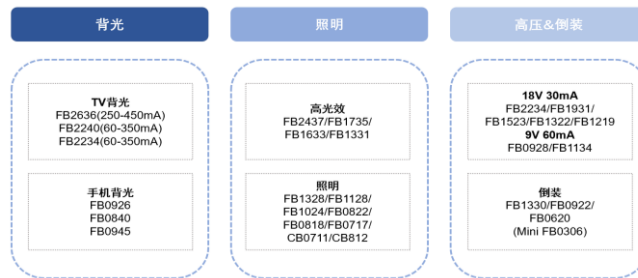 背光
TV背光
FB2636(250-450mA)
FB2240(60-350mA)
FB2234(60-350mA)
手机背光
FB0926
FB0840
FB0945
照明
高光效
FB2437/FB1735/
FB1633/FB1331
照明
FB1328/FB1128/
FB1024/FB0822/
FB0818/FB0717/
CB0711/CB812
高压&倒装
18V 30mA
FB2234/FB1931/
FB1523/FB1322/FB1219
9V 60mA
FB0928/FB1134
倒装
FB1330/FB0922/
FB0620
(Mini FB0306)